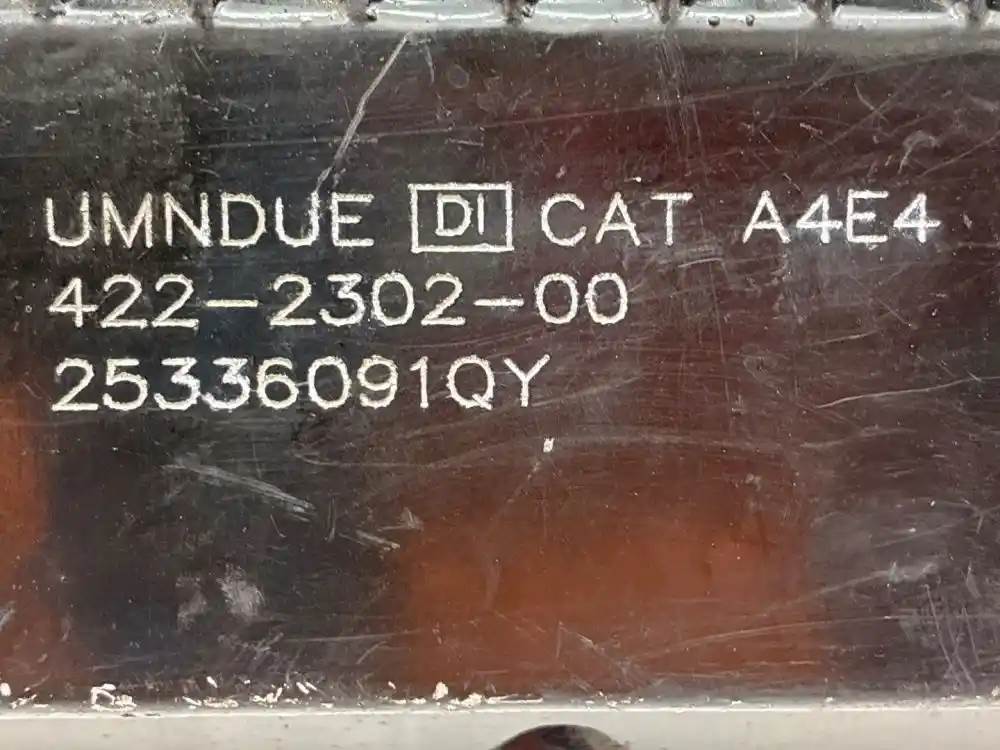 UMNDUE DI CAT A4E4
422-2302-00
25336091QY